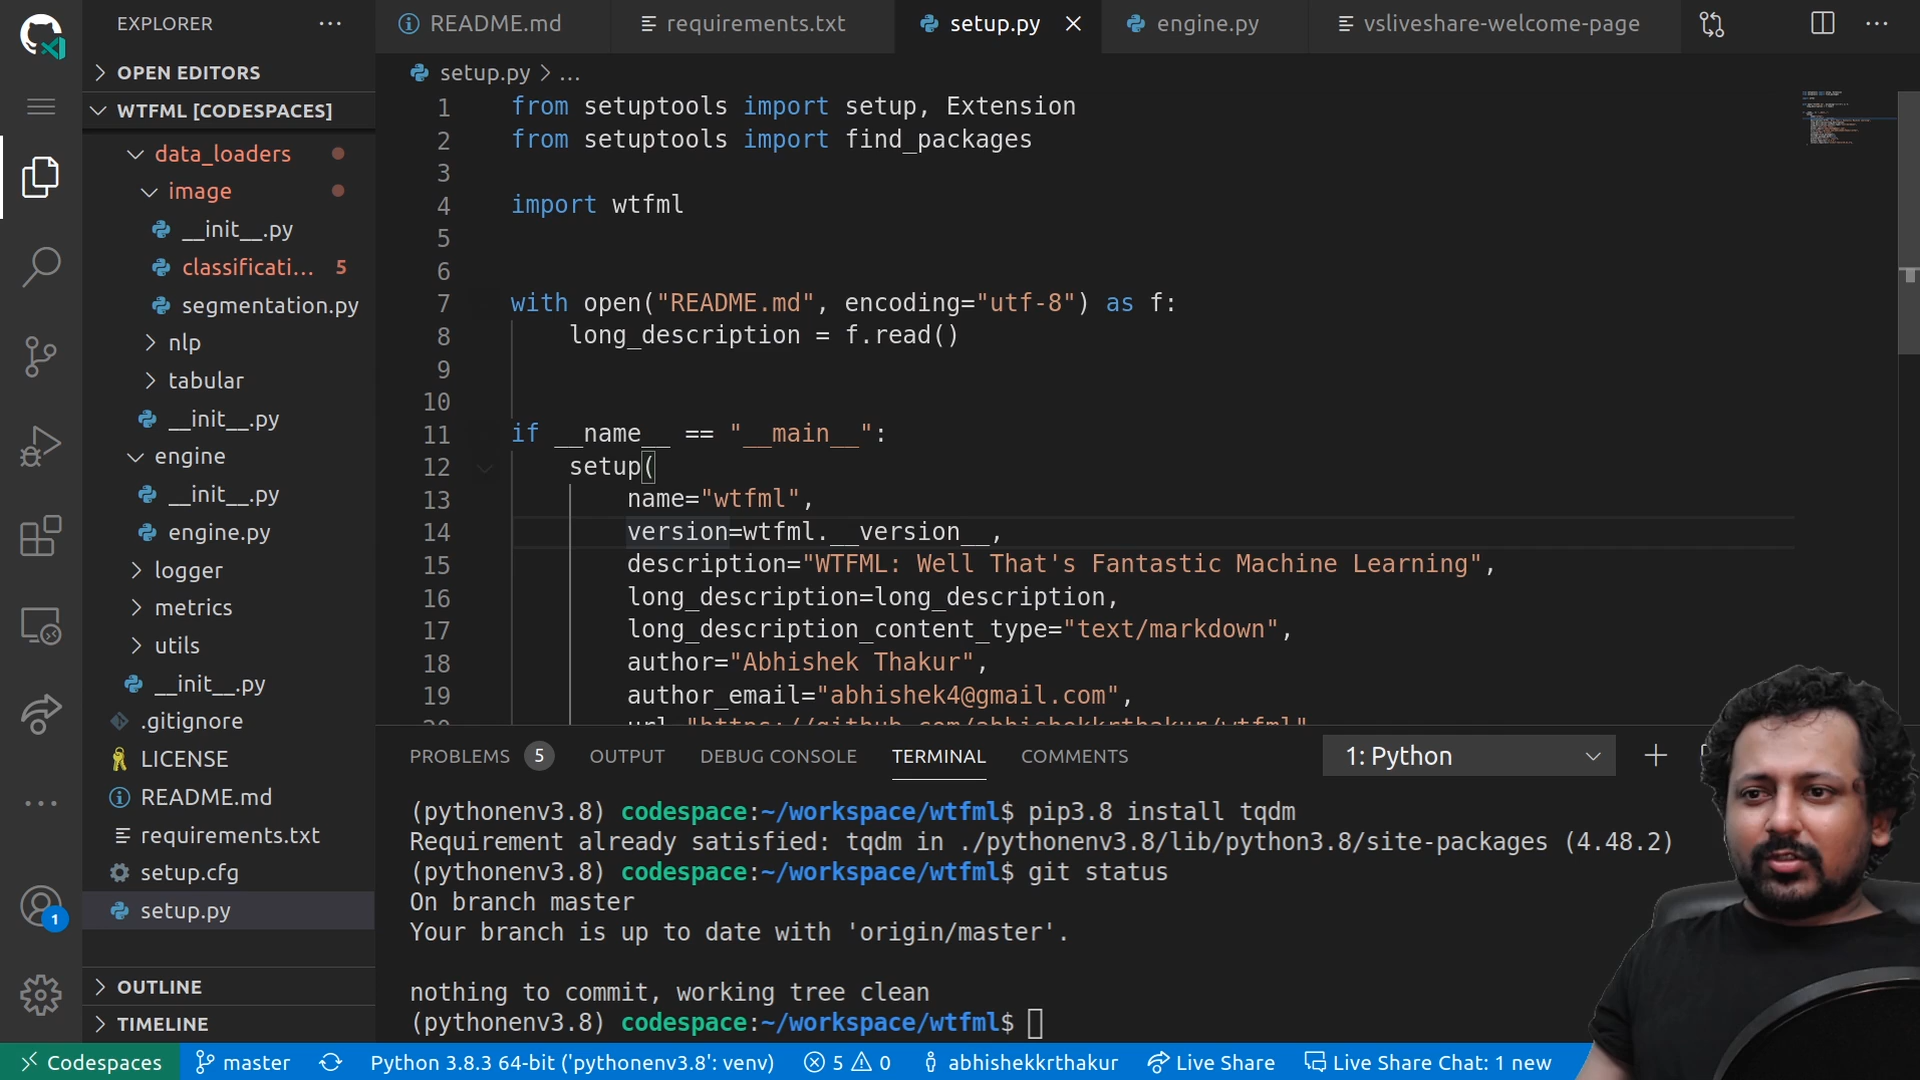 EXPLORER
OPEN EDITORS
WTFML [CODESPACES]
data_loaders
image
__init__.py
classificati... 5
segmentation.py
nlp
tabular
__init__.py
engine
__init__.py
engine.py
logger
metrics
utils
__init__.py
.gitignore
LICENSE
README.md
requirements.txt
setup.cfg
setup.py
OUTLINE
TIMELINE
1
README.md
requirements.txt
setup.py
engine.py
vsliveshare-welcome-page
setup.py > ...
1 from setuptools import setup, Extension
2 from setuptools import find_packages
3
4 import wtfml
5
6
7 with open("README.md", encoding="utf-8") as f:
8 long_description = f.read()
9
10
11 if __name__ == "__main__":
12 setup(
13 name="wtfml",
14 version=wtfml.__version__,
15 description="WTFML: Well That's Fantastic Machine Learning",
16 long_description=long_description,
17 long_description_content_type="text/markdown",
18 author="Abhishek Thakur",
19 author_email="abhishek4@gmail.com",
20 url="https://github.com/abhishekkrthakur/wtfml"
PROBLEMS 5 OUTPUT DEBUG CONSOLE TERMINAL COMMENTS 1: Python
(pythonenv3.8) codespace:~/workspace/wtfml$ pip3.8 install tqdm
Requirement already satisfied: tqdm in ./pythonenv3.8/lib/python3.8/site-packages (4.48.2)
(pythonenv3.8) codespace:~/workspace/wtfml$ git status
On branch master
Your branch is up to date with 'origin/master'.
nothing to commit, working tree clean
(pythonenv3.8) codespace:~/workspace/wtfml$
Codespaces master Python 3.8.3 64-bit ('pythonenv3.8': venv) 5 0 abhishekkrthakur Live Share Live Share Chat: 1 new